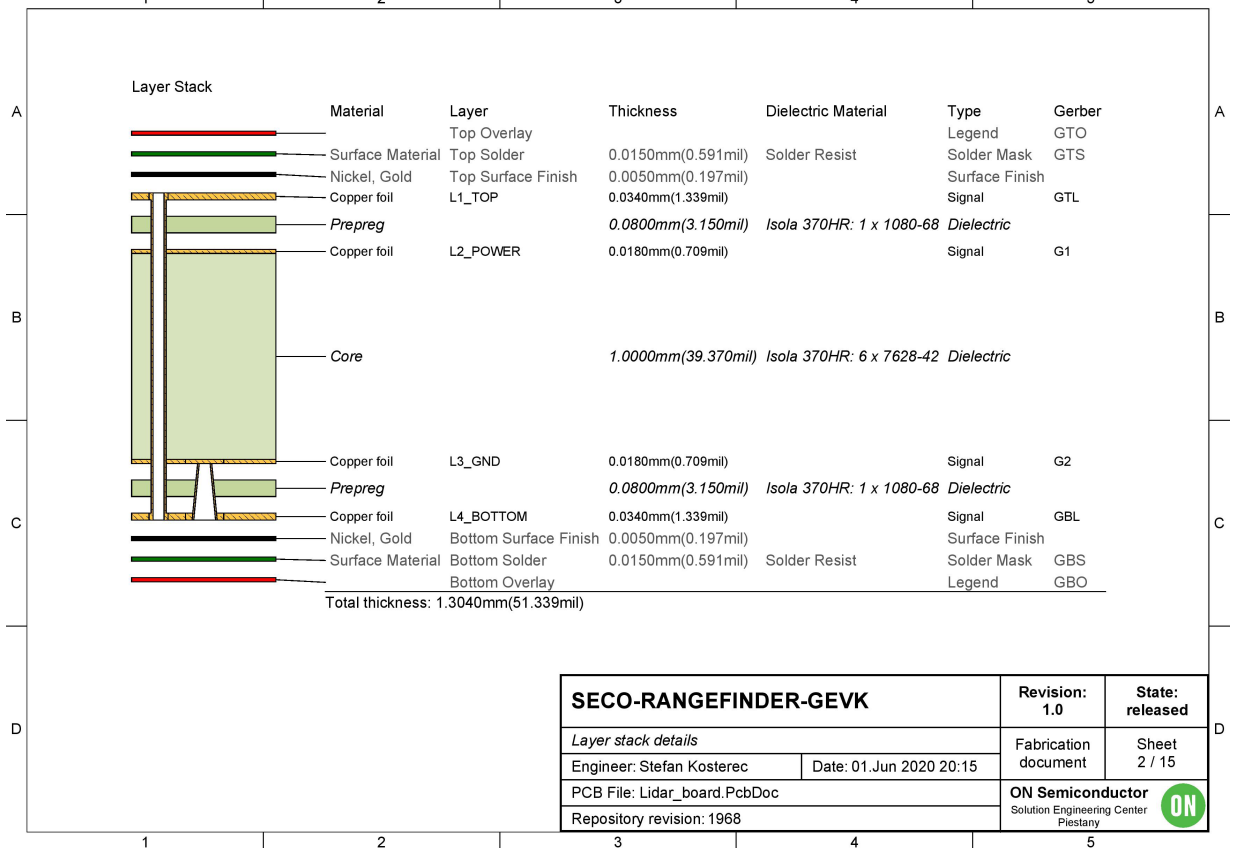 1 2 3 4 5
Layer Stack
A Material Layer Thickness Dielectric Material Type Gerber A
Top Overlay Legend GTO
Surface Material Top Solder 0.0150mm(0.591mil) Solder Resist Solder Mask GTS
Nickel, Gold Top Surface Finish 0.0050mm(0.197mil) Surface Finish
Copper foil L1_TOP 0.0340mm(1.339mil) Signal GTL
Prepreg 0.0800mm(3.150mil) Isola 370HR: 1 x 1080-68 Dielectric
Copper foil L2_POWER 0.0180mm(0.709mil) Signal G1
B B
Core 1.0000mm(39.370mil) Isola 370HR: 6 x 7628-42 Dielectric
Copper foil L3_GND 0.0180mm(0.709mil) Signal G2
Prepreg 0.0800mm(3.150mil) Isola 370HR: 1 x 1080-68 Dielectric
C Copper foil L4_BOTTOM 0.0340mm(1.339mil) Signal GBL C
Nickel, Gold Bottom Surface Finish 0.0050mm(0.197mil) Surface Finish
Surface Material Bottom Solder 0.0150mm(0.591mil) Solder Resist Solder Mask GBS
Bottom Overlay Legend GBO
Total thickness: 1.3040mm(51.339mil)
SECO-RANGEFINDER-GEVK
Revision:
1.0
State:
released
D D
Layer stack details
Fabrication
document
Sheet
2 / 15
Engineer: Stefan Kosterec Date: 01.Jun 2020 20:15
PCB File: Lidar_board.PcbDoc
Repository revision: 1968
ON Semiconductor
Solution Engineering Center
Piestany
ON
1 2 3 4 5